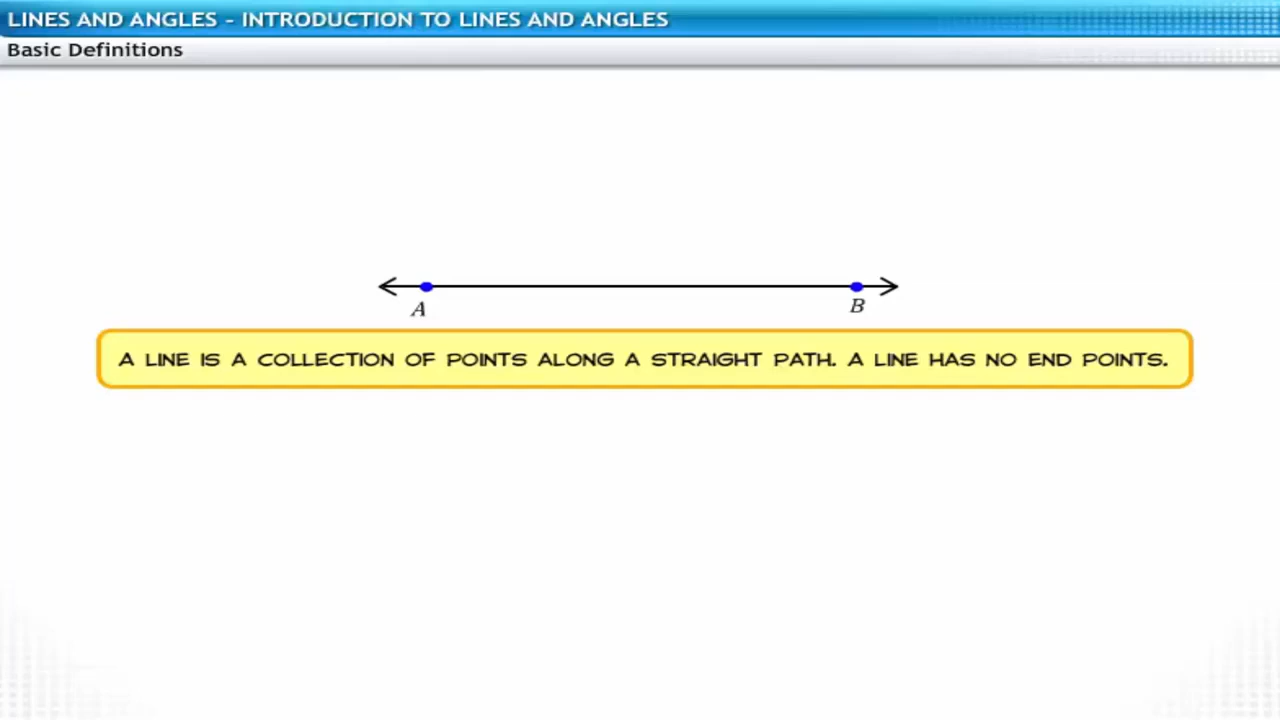 LINES AND ANGLES - INTRODUCTION TO LINES AND ANGLES
Basic Definitions
A B
A LINE IS A COLLECTION OF POINTS ALONG A STRAIGHT PATH. A LINE HAS NO END POINTS.